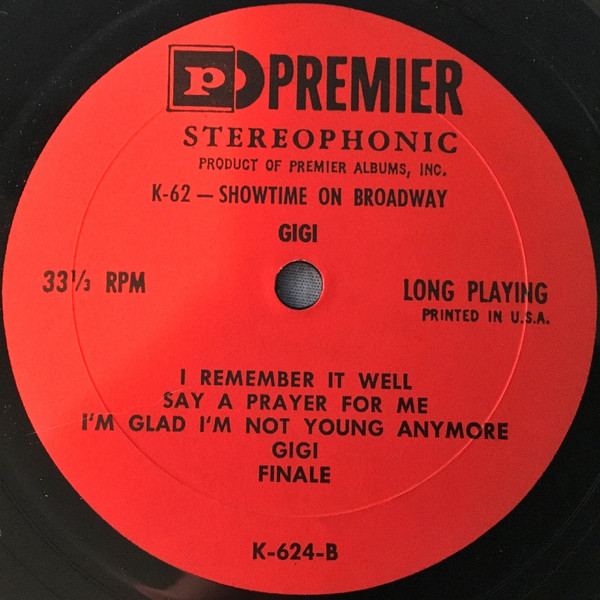 P PREMIER
STEREOPHONIC
PRODUCT OF PREMIER ALBUMS, INC.
K-62 — SHOWTIME ON BROADWAY
GIGI
33⅓ RPM
LONG PLAYING
PRINTED IN U.S.A.
I REMEMBER IT WELL
SAY A PRAYER FOR ME
I'M GLAD I'M NOT YOUNG ANYMORE
GIGI
FINALE
K-624-B